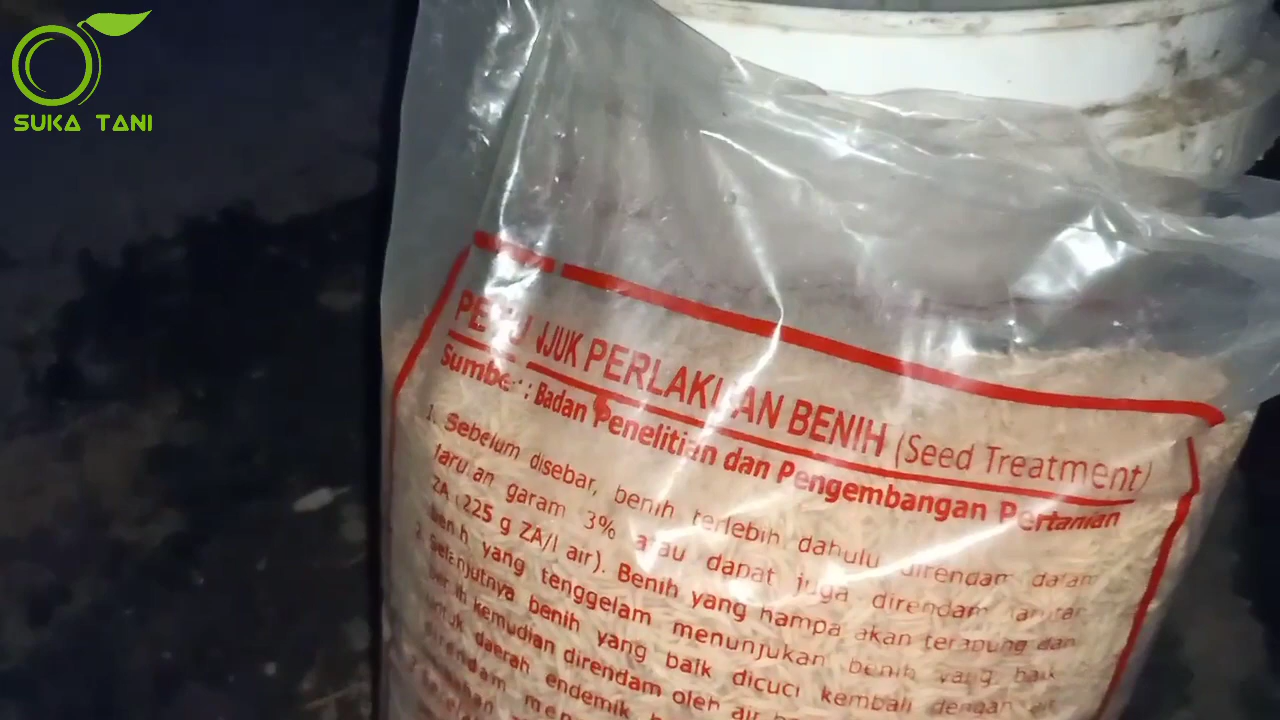 SUKA TANI
PETUNJUK PERLAKUAN BENIH (Seed Treatment)
Sumber : Badan Penelitian dan Pengembangan Pertanian
1. Sebelum disebar, benih terlebih dahulu direndam dalam
larutan garam 3% atau dapat juga direndam larutan
ZA (225 g ZA/l air). Benih yang hampa akan terapung dan
benih yang tenggelam menunjukan benih yang baik
2. Selanjutnya benih yang baik dicuci kembali dengan air
benih kemudian direndam oleh air
untuk daerah endemik
direndam